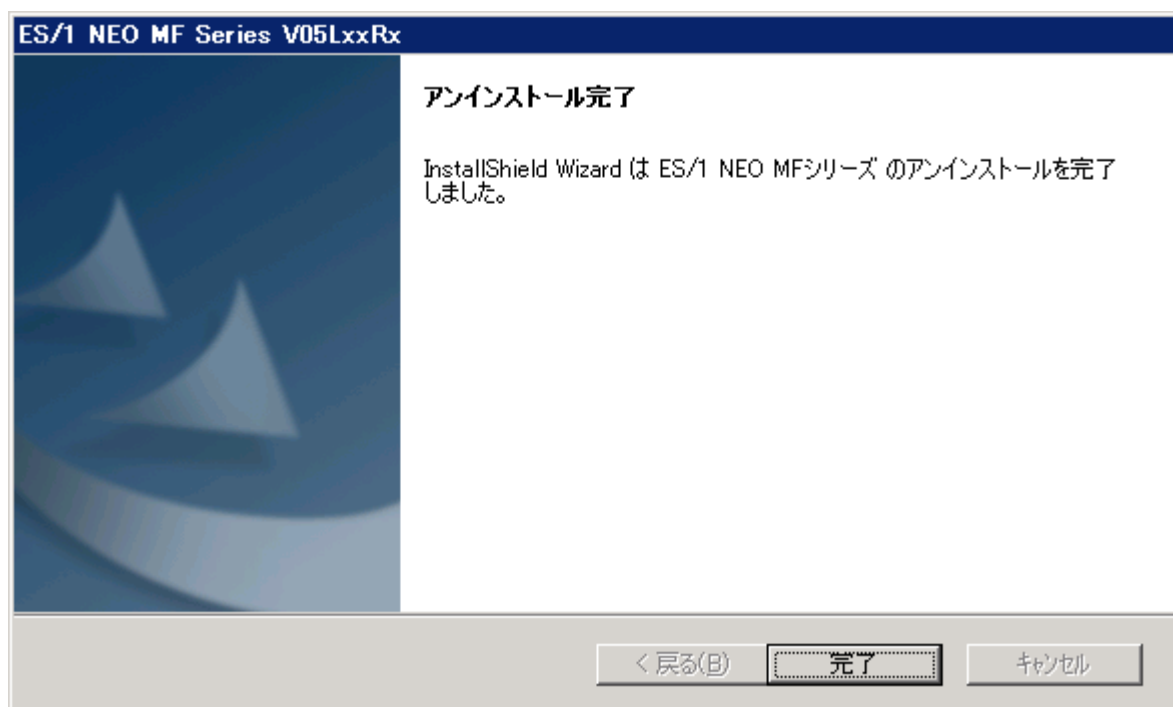 ES/1 NEO MF Series V05LxxRx
アンインストール完了
InstallShield Wizard は ES/1 NEO MFシリーズ のアンインストールを完了
しました。
< 戻る(B) 完了 キャンセル